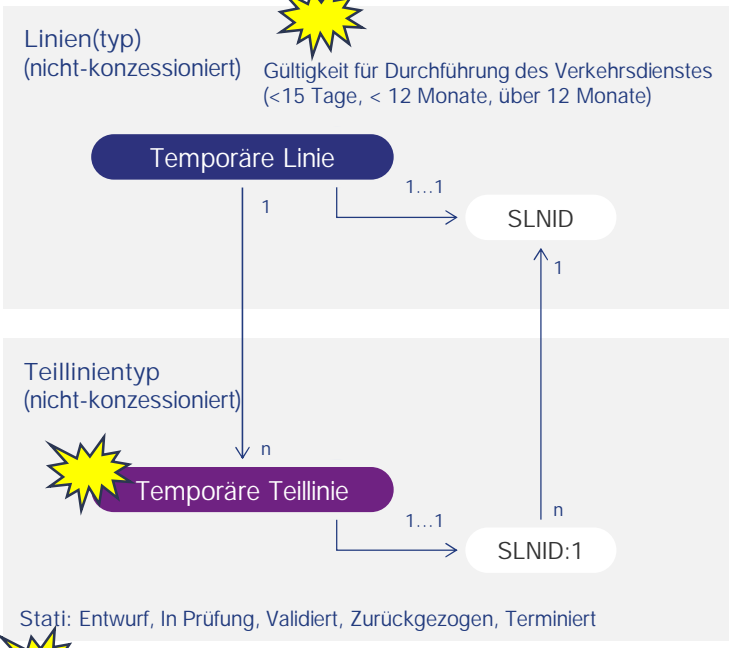 Linien(typ)
(nicht-konzessioniert)
Gültigkeit für Durchführung des Verkehrsdienstes
(<15 Tage, < 12 Monate, über 12 Monate)
Temporäre Linie
1...1
1
SLNID
1
Teillinientyp
(nicht-konzessioniert)
n
Temporäre Teillinie
1...1
n
SLNID:1
Stati: Entwurf, In Prüfung, Validiert, Zurückgezogen, Terminiert